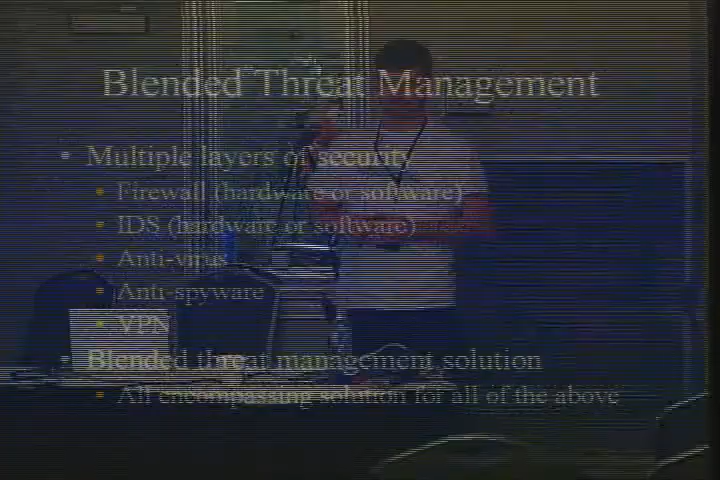 Blended Threat Management
• Multiple layers of security
• Firewall (hardware or software)
• IDS (hardware or software)
• Anti-virus
• Anti-spyware
• VPN
• Blended threat management solution
• All encompassing solution for all of the above